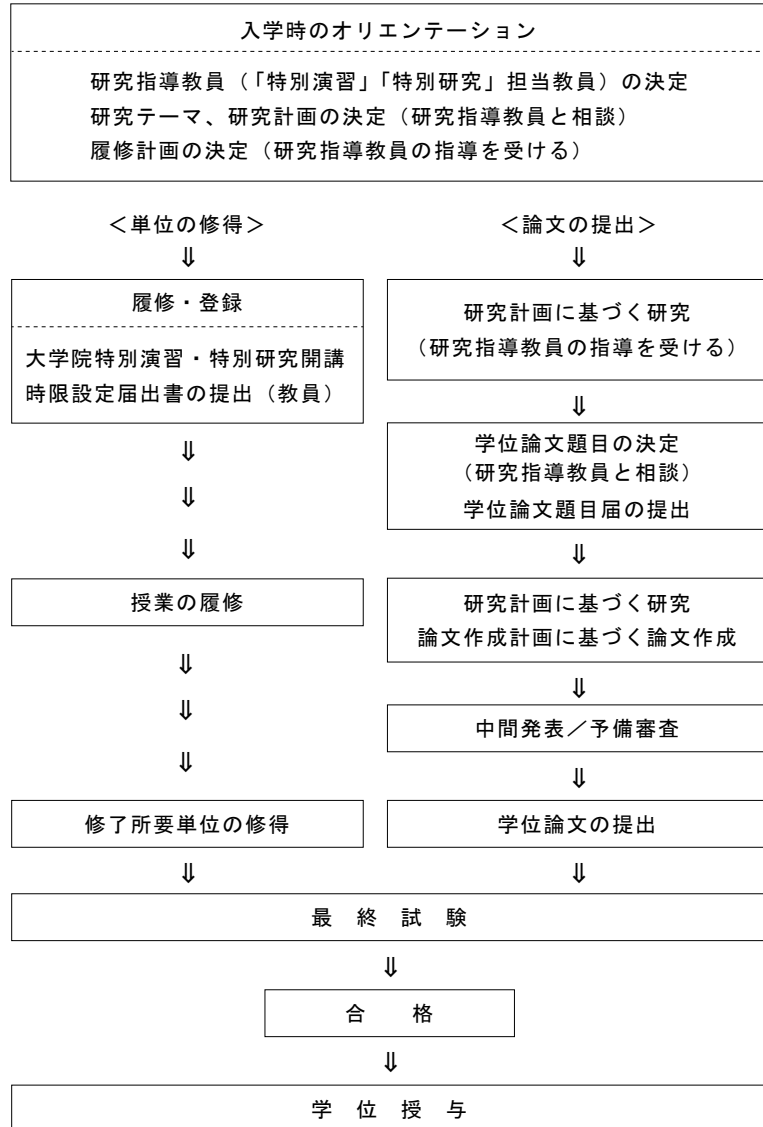 入学時のオリエンテーション
研究指導教員（「特別演習」「特別研究」担当教員）の決定
研究テーマ、研究計画の決定（研究指導教員と相談）
履修計画の決定（研究指導教員の指導を受ける）
＜単位の修得＞
⇓
履修・登録
大学院特別演習・特別研究開講
時限設定届出書の提出（教員）
⇓
⇓
⇓
授業の履修
⇓
⇓
⇓
修了所要単位の修得
⇓
＜論文の提出＞
⇓
研究計画に基づく研究
（研究指導教員の指導を受ける）
⇓
学位論文題目の決定
（研究指導教員と相談）
学位論文題目届の提出
⇓
研究計画に基づく研究
論文作成計画に基づく論文作成
⇓
中間発表／予備審査
⇓
学位論文の提出
⇓
最　終　試　験
⇓
合　　格
⇓
学　位　授　与